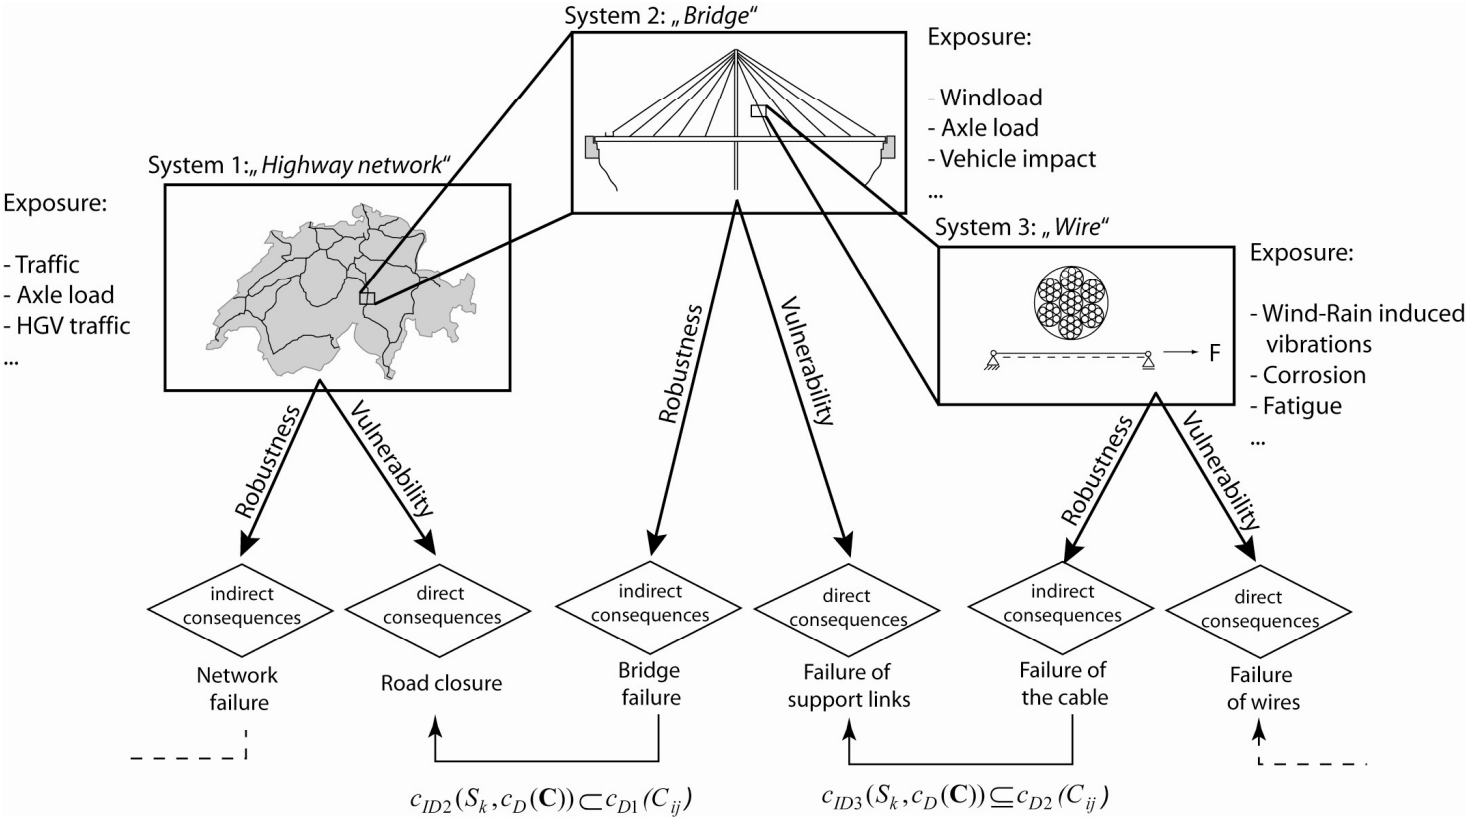 System 2: „Bridge“
Exposure:
- Windload
- Axle load
- Vehicle impact
...
System 1:„Highway network“
Exposure:
- Traffic
- Axle load
- HGV traffic
...
System 3: „Wire“
F
Exposure:
- Wind-Rain induced
vibrations
- Corrosion
- Fatigue
...
Robustness
Vulnerability
Robustness
Vulnerability
Robustness
Vulnerability
indirect
consequences
direct
consequences
indirect
consequences
direct
consequences
indirect
consequences
direct
consequences
Network
failure
Road closure
Bridge
failure
Failure of
support links
Failure of
the cable
Failure
of wires
c_{ID2}(S_k,c_D(C))⊂c_{D1}(C_{ij})
c_{ID3}(S_k,c_D(C))⊆c_{D2}(C_{ij})